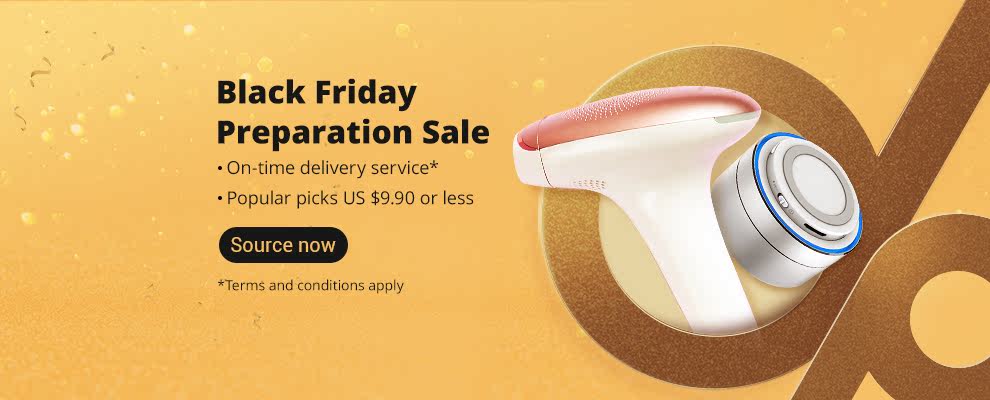 Black Friday
Preparation Sale
• On-time delivery service*
• Popular picks US $9.90 or less
Source now
*Terms and conditions apply